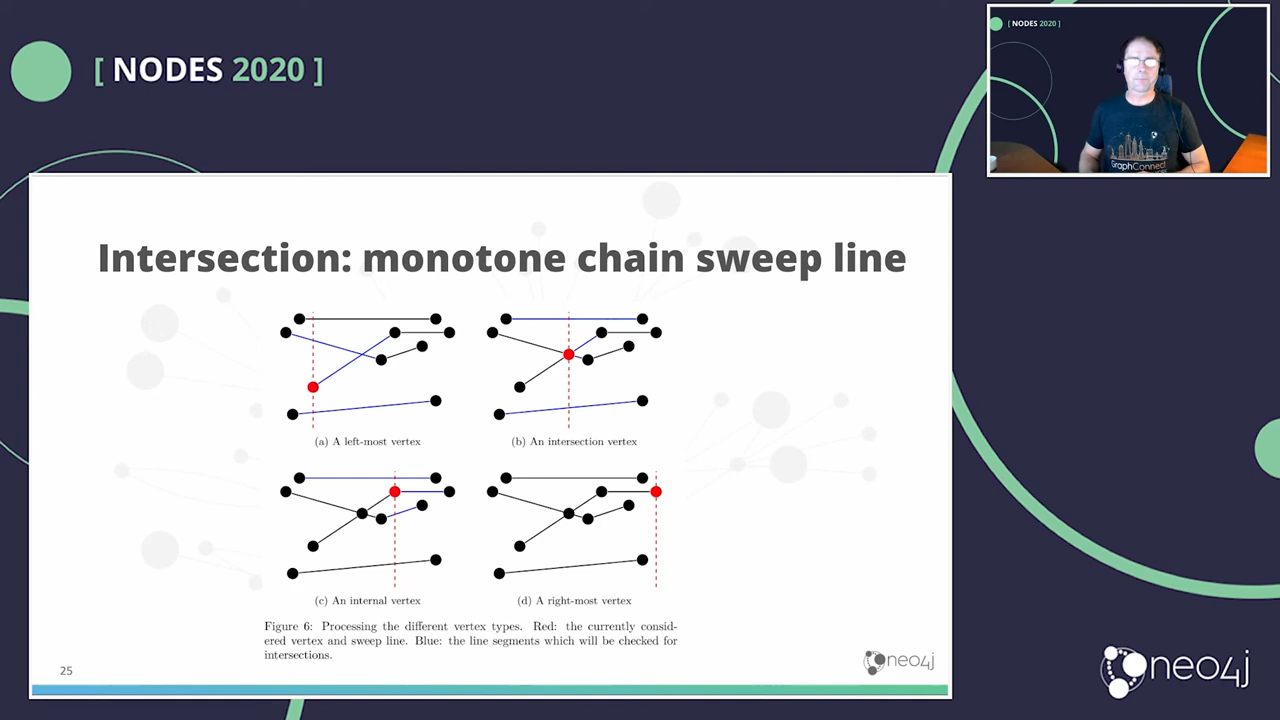 [ NODES 2020 ]
[ NODES 2020 ]
GraphConnect
Intersection: monotone chain sweep line
(a) A left-most vertex
(b) An intersection vertex
(c) An internal vertex
(d) A right-most vertex
Figure 6: Processing the different vertex types. Red: the currently consid-
ered vertex and sweep line. Blue: the line segments which will be checked for
intersections.
25
neo4j
neo4j